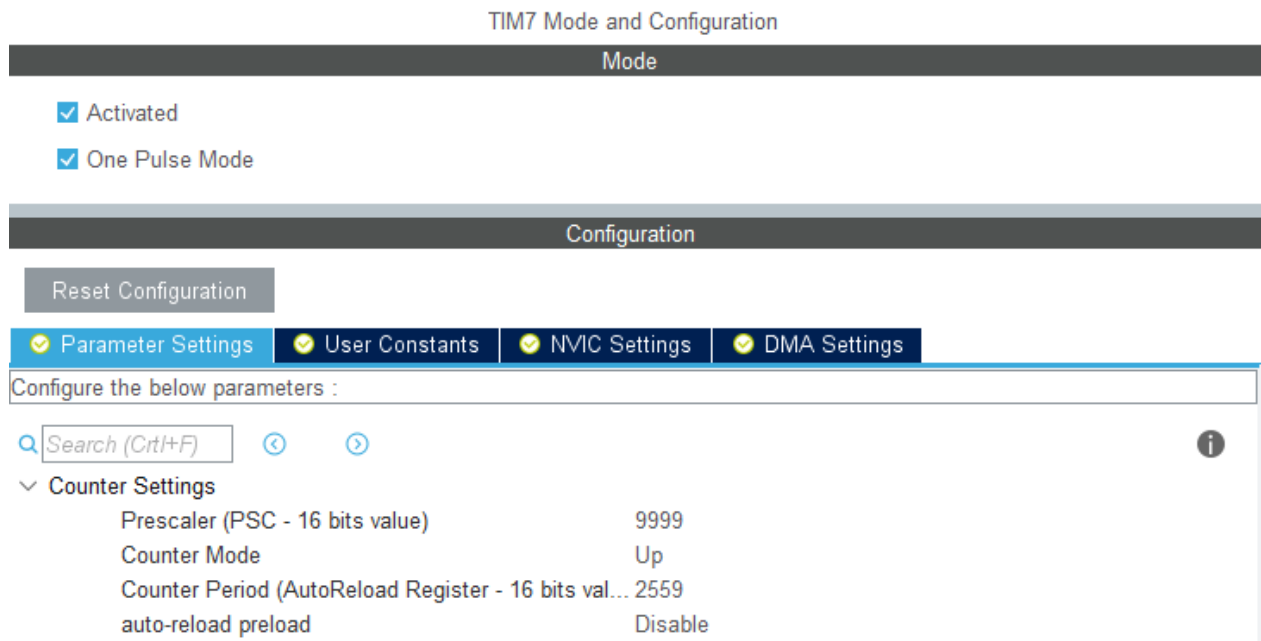 TIM7 Mode and Configuration
Mode
Activated
One Pulse Mode
Configuration
Reset Configuration
Parameter Settings User Constants NVIC Settings DMA Settings
Configure the below parameters :
Search (Crtl+F)
Counter Settings
Prescaler (PSC - 16 bits value) 9999
Counter Mode Up
Counter Period (AutoReload Register - 16 bits val... 2559
auto-reload preload Disable